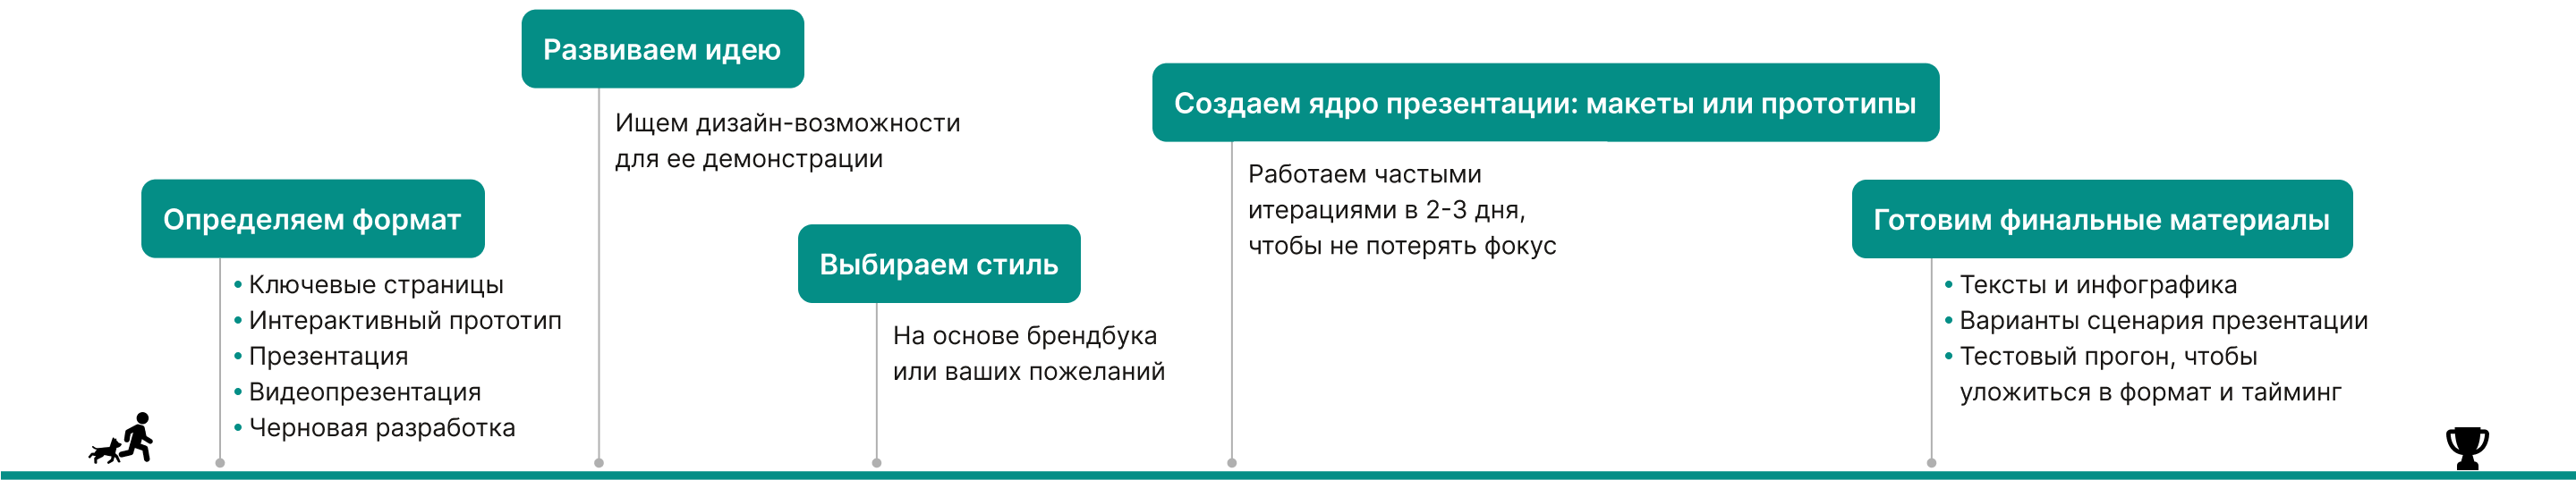 Определяем формат
• Ключевые страницы
• Интерактивный прототип
• Презентация
• Видеопрезентация
• Черновая разработка
Развиваем идею
Ищем дизайн-возможности
для ее демонстрации
Выбираем стиль
На основе брендбука
или ваших пожеланий
Создаем ядро презентации: макеты или прототипы
Работаем частыми
итерациями в 2-3 дня,
чтобы не потерять фокус
Готовим финальные материалы
• Тексты и инфографика
• Варианты сценария презентации
• Тестовый прогон, чтобы
уложиться в формат и тайминг